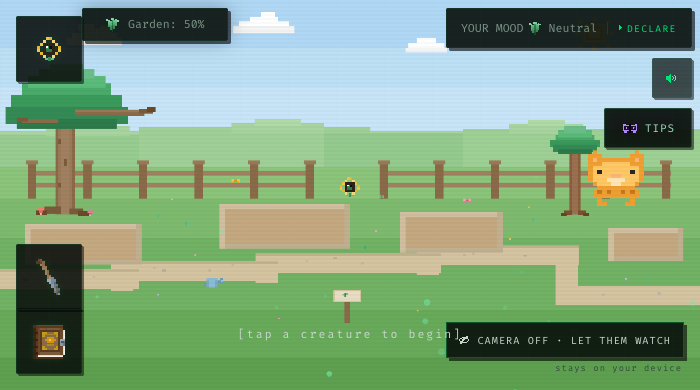 Garden: 50%
YOUR MOOD Neutral DECLARE
TIPS
[tap a creature to begin]
CAMERA OFF · LET THEM WATCH
stays on your device